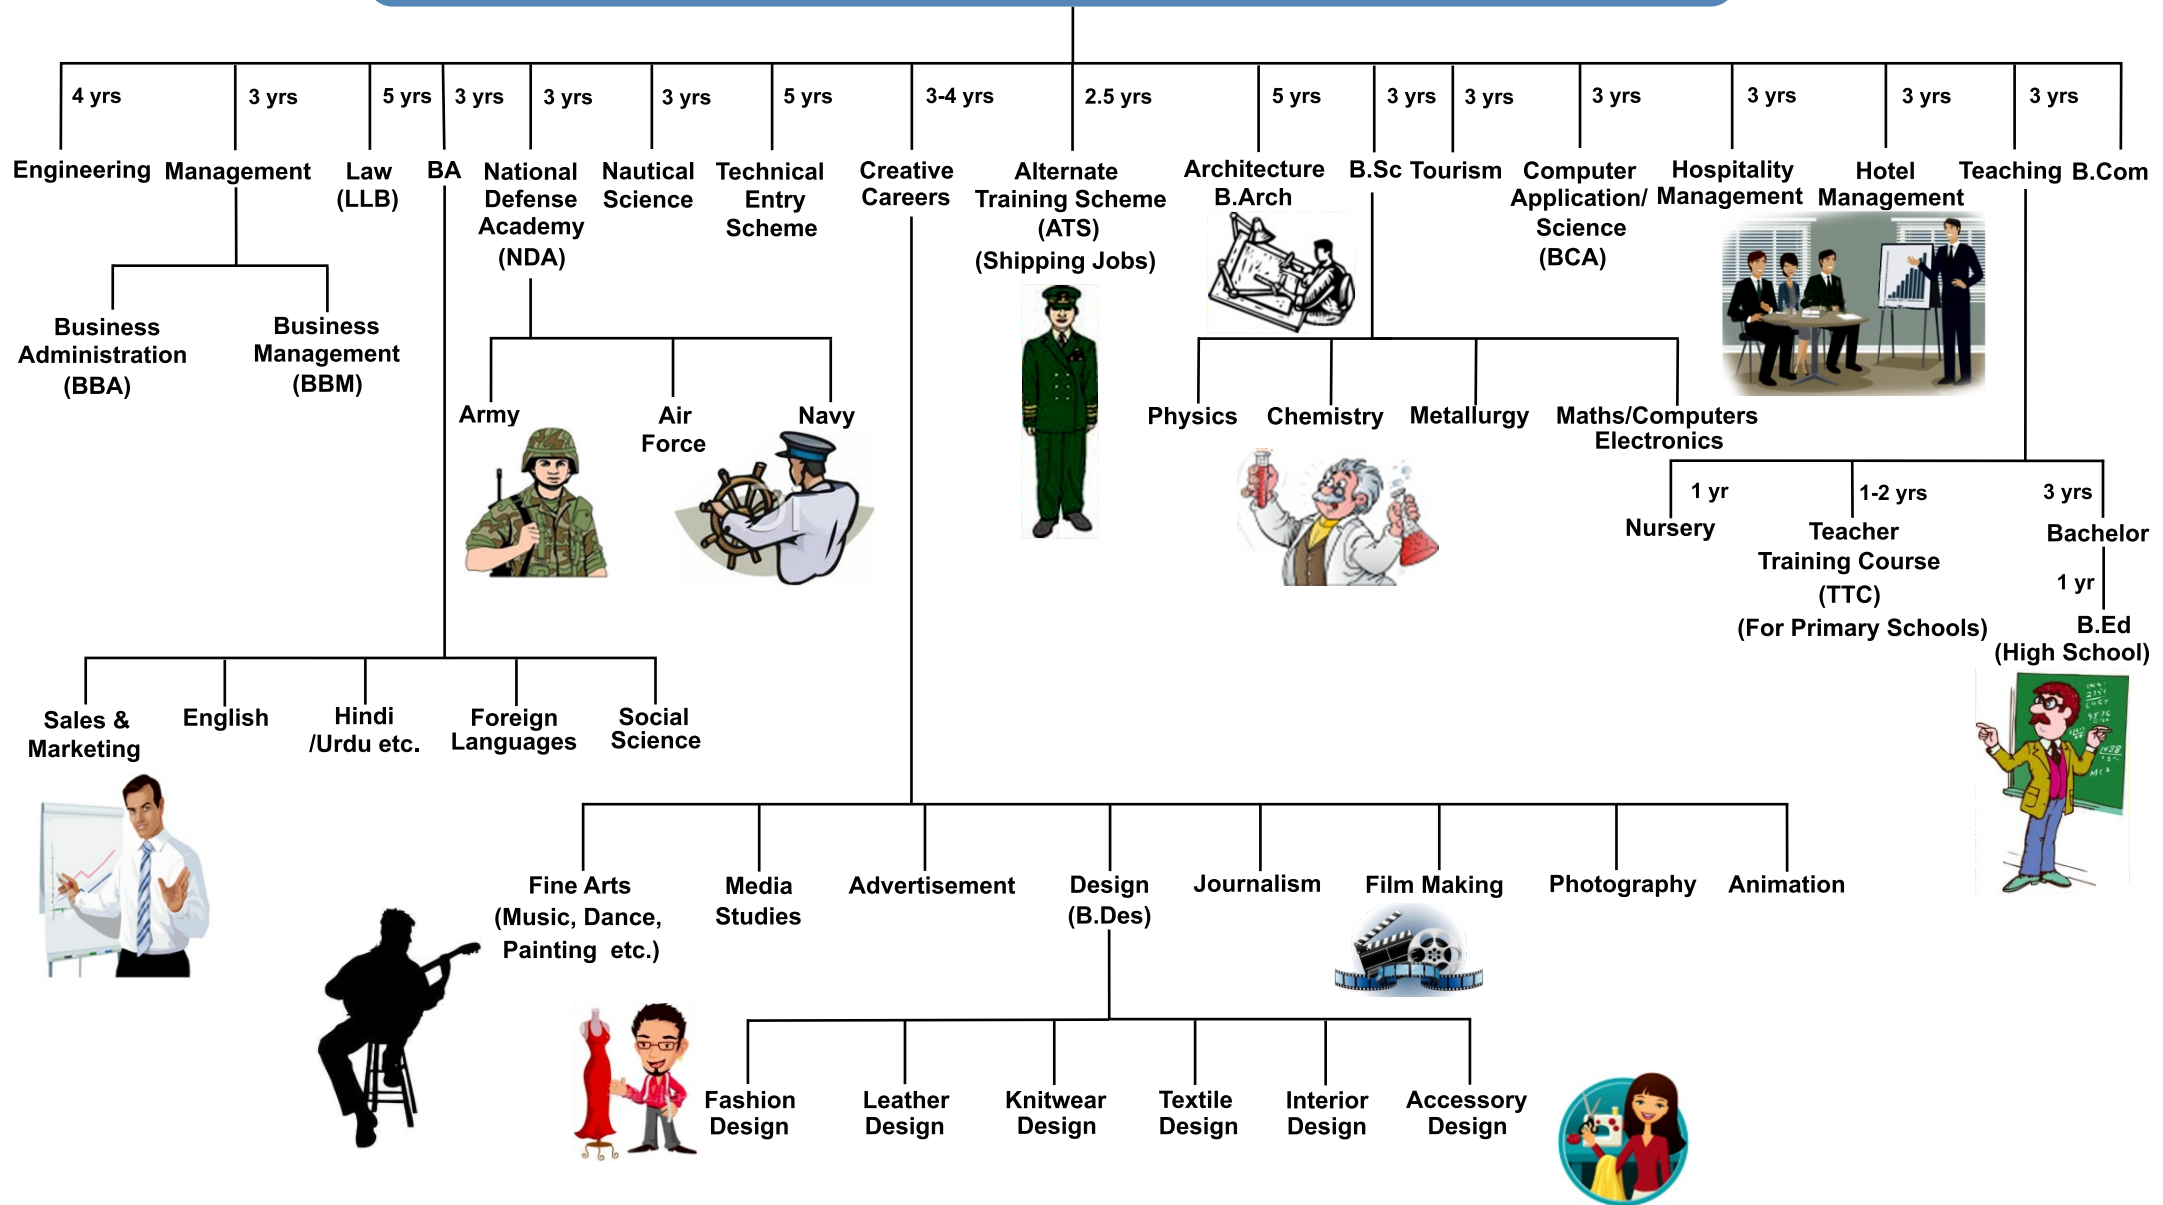 4 yrs
3 yrs
5 yrs
3 yrs
3 yrs
3 yrs
5 yrs
3-4 yrs
2.5 yrs
5 yrs
3 yrs
3 yrs
3 yrs
3 yrs
3 yrs
3 yrs
Engineering
Management
Law
(LLB)
BA
National
Defense
Academy
(NDA)
Nautical
Science
Technical
Entry
Scheme
Creative
Careers
Alternate
Training Scheme
(ATS)
(Shipping Jobs)
Architecture
B.Arch
B.Sc
Tourism
Computer
Application/
Science
(BCA)
Hospitality
Management
Hotel
Management
Teaching
B.Com
Business
Administration
(BBA)
Business
Management
(BBM)
Army
Air
Force
Navy
Physics
Chemistry
Metallurgy
Maths/Computers
Electronics
1 yr
Nursery
1-2 yrs
Teacher
Training Course
(TTC)
(For Primary Schools)
3 yrs
Bachelor
1 yr
B.Ed
(High School)
Sales &
Marketing
English
Hindi
/Urdu etc.
Foreign
Languages
Social
Science
Fine Arts
(Music, Dance,
Painting etc.)
Media
Studies
Advertisement
Design
(B.Des)
Journalism
Film Making
Photography
Animation
Fashion
Design
Leather
Design
Knitwear
Design
Textile
Design
Interior
Design
Accessory
Design